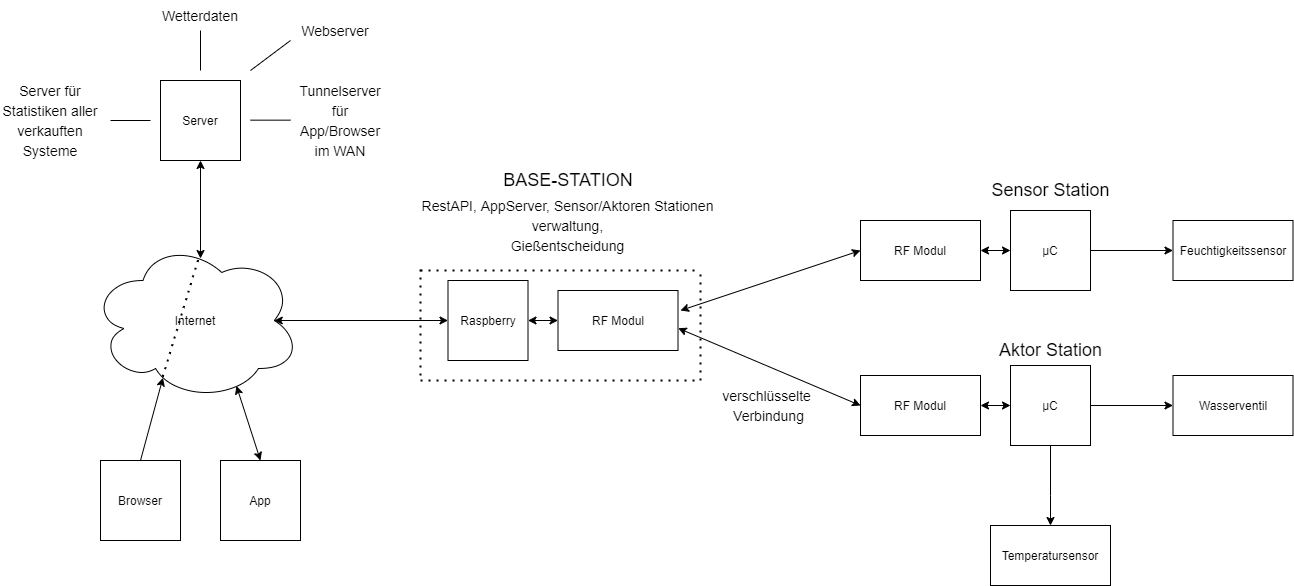 Wetterdaten
Webserver
Server für
Statistiken aller
verkauften
Systeme
Server
Tunnelserver
für
App/Browser
im WAN
BASE-STATION
RestAPI, AppServer, Sensor/Aktoren Stationen
verwaltung,
Gießentscheidung
Sensor Station
RF Modul
µC
Feuchtigkeitssensor
Internet
Raspberry
RF Modul
Aktor Station
verschlüsselte
Verbindung
RF Modul
µC
Wasserventil
Browser
App
Temperatursensor